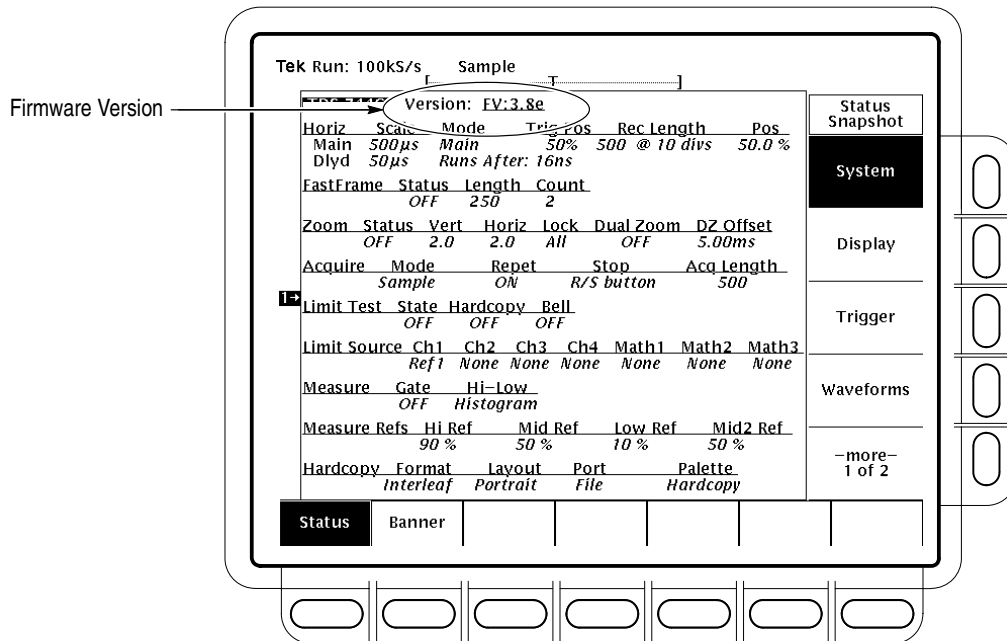 Tek Run: 100kS/s Sample
[ T ]
Firmware Version
Version: FV:3.8e
Status Snapshot
Horiz Scale Mode Trig Pos Rec Length Pos
Main 500µs Main 50% 500 @ 10 divs 50.0 %
Dlyd 50µs Runs After: 16ns
System
FastFrame Status Length Count
OFF 250 2
Zoom Status Vert Horiz Lock Dual Zoom DZ Offset
OFF 2.0 2.0 All OFF 5.00ms
Display
Acquire Mode Repet Stop Acq Length
Sample ON R/S button 500
1→
Limit Test State Hardcopy Bell
OFF OFF OFF
Trigger
Limit Source Ch1 Ch2 Ch3 Ch4 Math1 Math2 Math3
Ref1 None None None None None None
Measure Gate Hi-Low
OFF Histogram
Waveforms
Measure Refs Hi Ref Mid Ref Low Ref Mid2 Ref
90 % 50 % 10 % 50 %
Hardcopy Format Layout Port Palette
Interleaf Portrait File Hardcopy
-more-
1 of 2
Status Banner